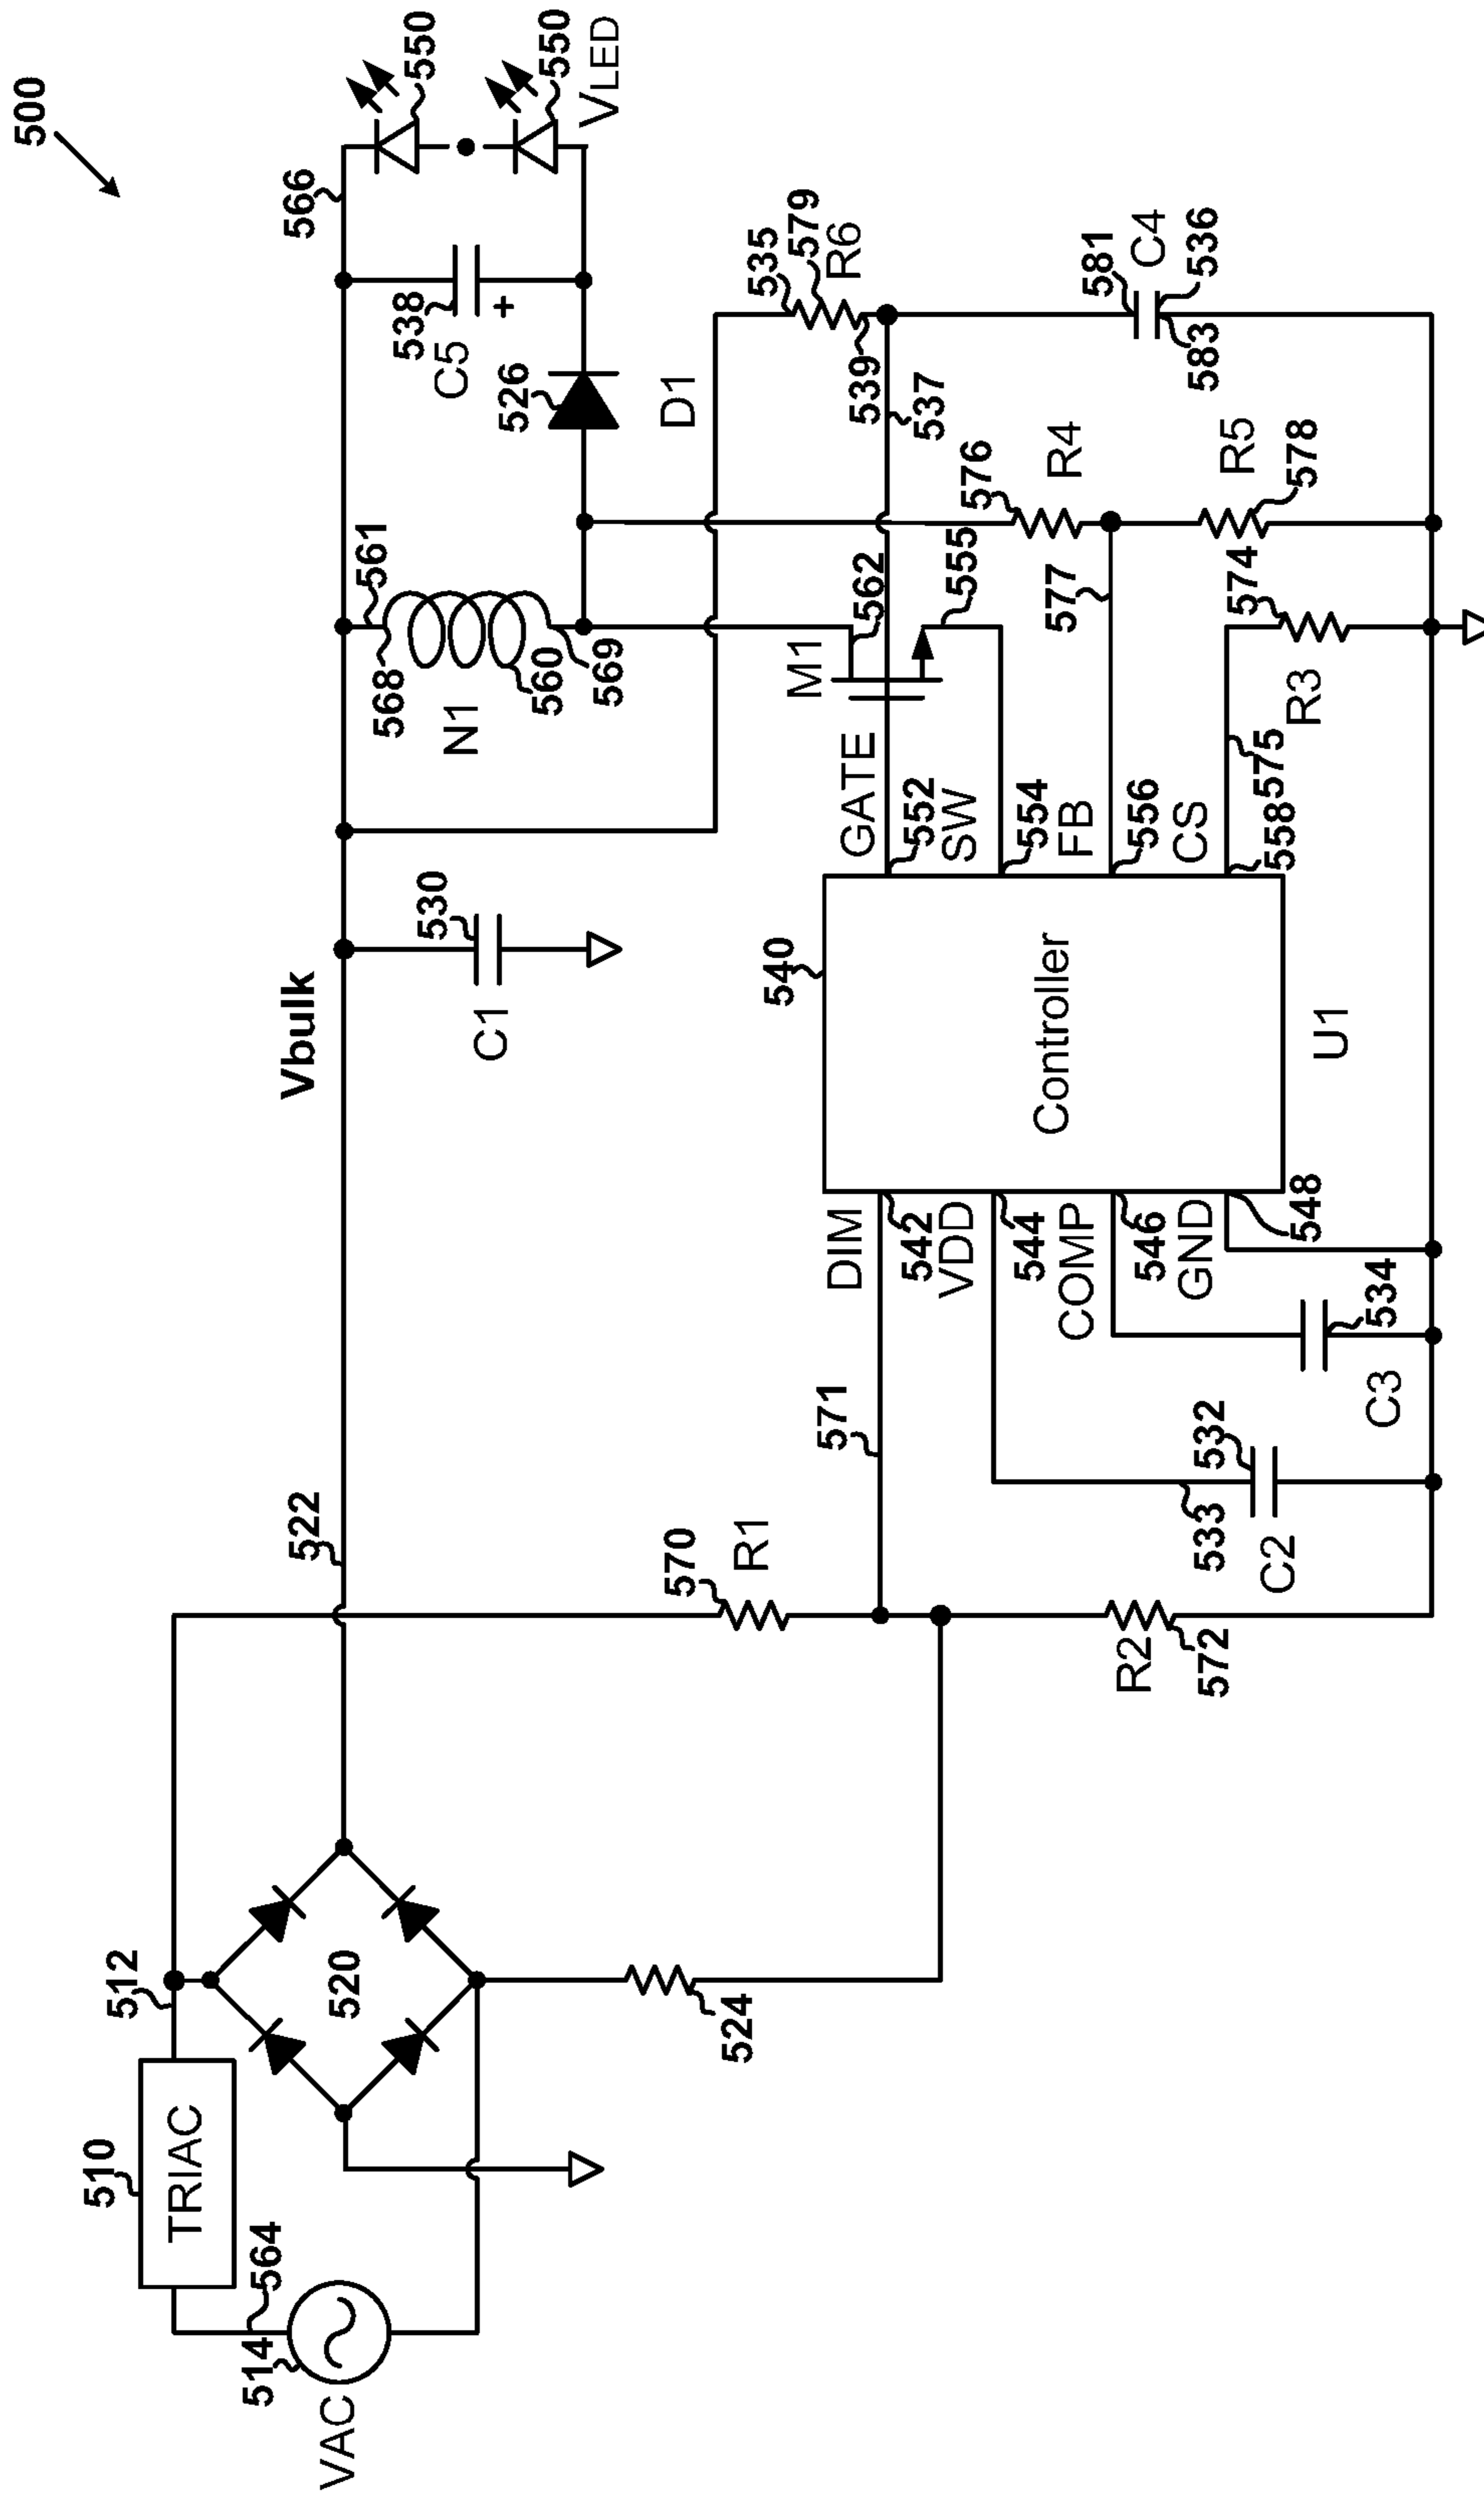 500
510
TRIAC
512
514
564
VAC
520
524
522
Vbulk
530
C1
568
561
N1
560
569
566
538
C5
+
526
D1
550
550
VLED
570
R1
571
R2
572
533
532
C2
534
C3
DIM
542
VDD
544
COMP
546
GND
548
540
Controller
U1
GATE
552
SW
554
FB
556
CS
558
575
M1
562
555
577
576
R4
R5
578
574
R3
535
579
R6
539
537
581
C4
536
583